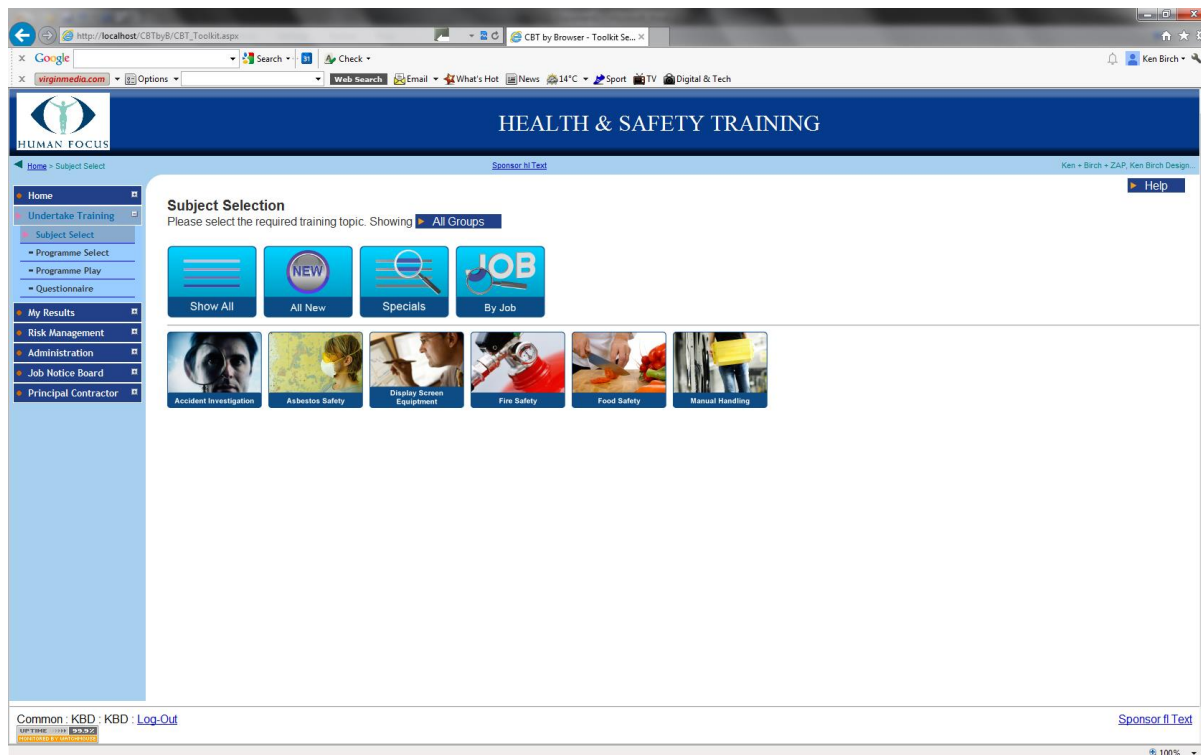 http://localhost/CBTbyB/CBT_Toolkit.aspx
CBT by Browser - Toolkit Se...
x Google Search 31 Check Ken Birch
x virginmedia.com Options Web Search Email What's Hot News 14°C Sport TV Digital & Tech
HUMAN FOCUS
HEALTH & SAFETY TRAINING
Home > Subject Select
Sponsor hl Text
Ken + Birch + ZAP, Ken Birch Design...
Help
Home
Undertake Training
Subject Select
Programme Select
Programme Play
Questionnaire
My Results
Risk Management
Administration
Job Notice Board
Principal Contractor
Subject Selection
Please select the required training topic. Showing All Groups
Show All
NEW
All New
Specials
JOB
By Job
Accident Investigation
Asbestos Safety
Display Screen
Equiptment
Fire Safety
Food Safety
Manual Handling
Common : KBD : KBD : Log-Out
UPTIME 99.9%
MONITORED BY WATCHMOUSE
Sponsor fl Text
100%